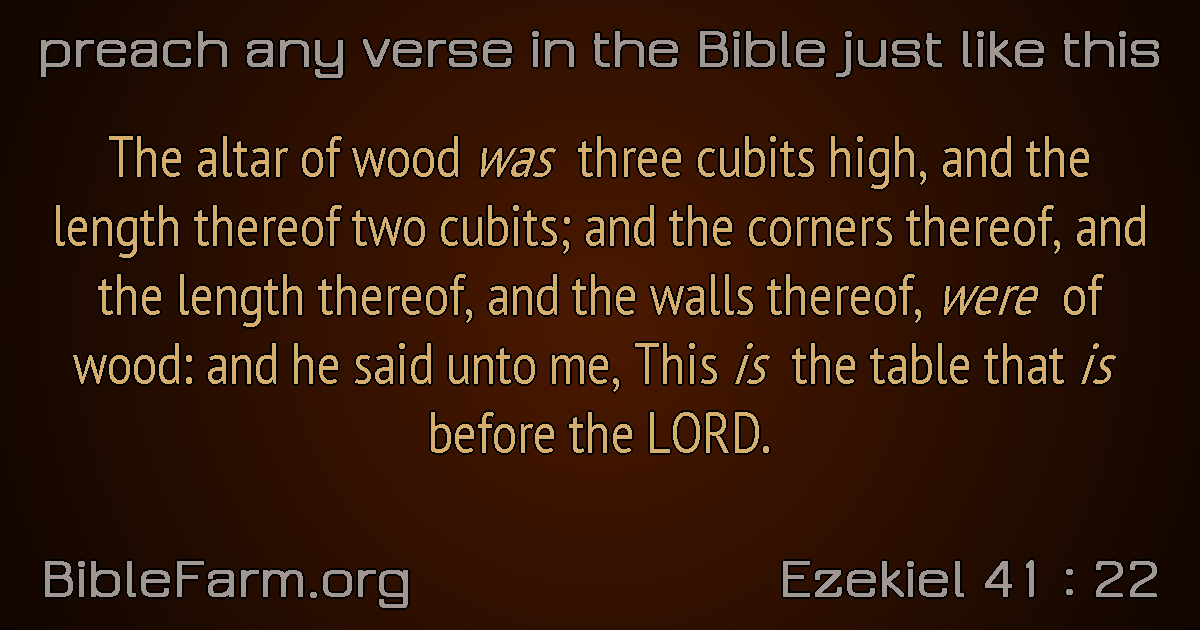 preach any verse in the Bible just like this
The altar of wood was three cubits high, and the
length thereof two cubits; and the corners thereof, and
the length thereof, and the walls thereof, were of
wood: and he said unto me, This is the table that is
before the LORD.
BibleFarm.org
Ezekiel 41 : 22